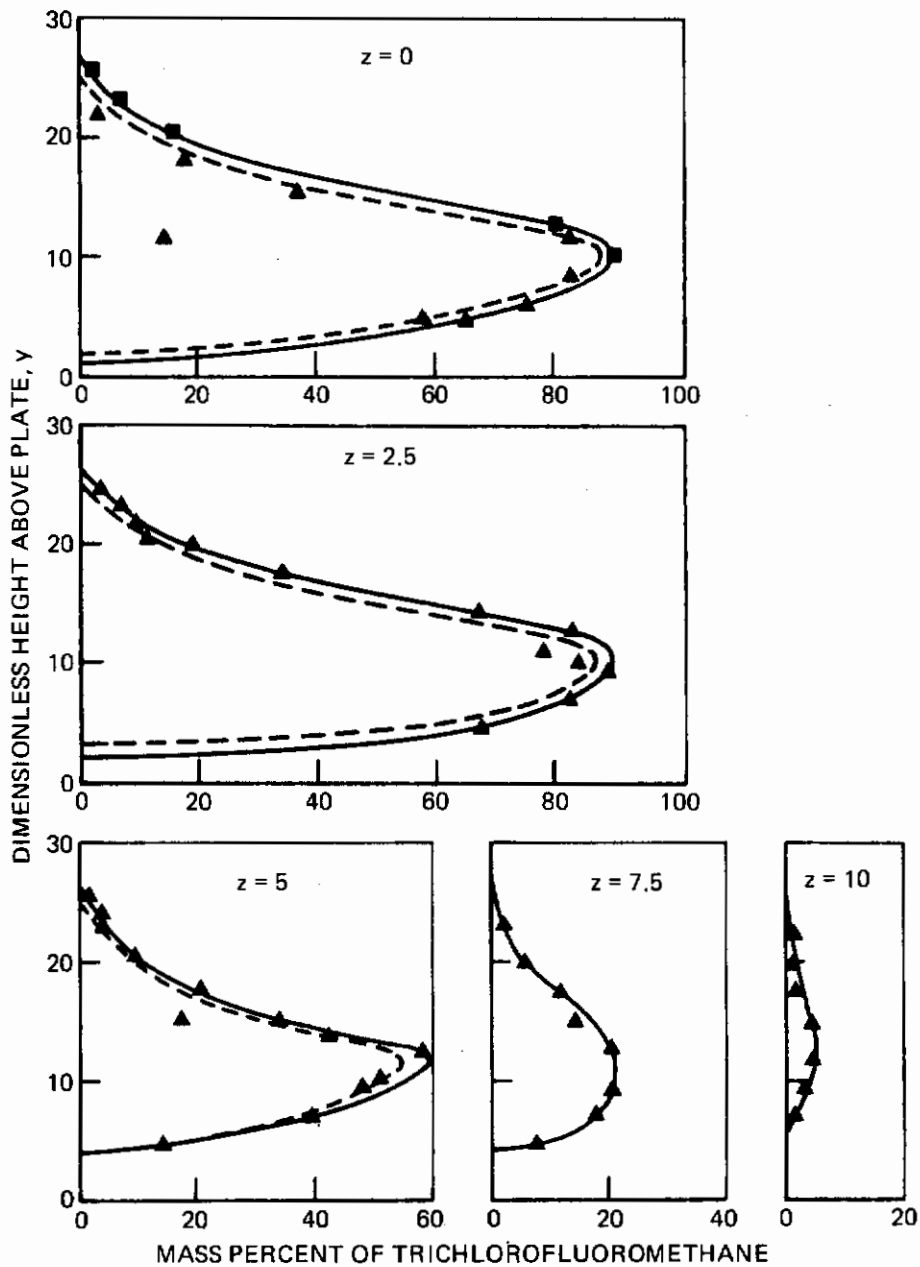 DIMENSIONLESS HEIGHT ABOVE PLATE, y
30
20
10
0
z = 0
0 20 40 60 80 100
30
20
10
0
z = 2.5
0 20 40 60 80 100
30
20
10
0
z = 5
0 20 40 60
z = 7.5
0 20 40
z = 10
0 20
MASS PERCENT OF TRICHLOROFLUOROMETHANE